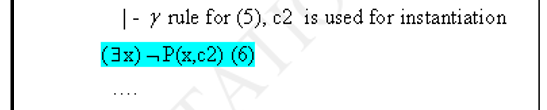 |- γ rule for (5), c2 is used for instantiation
(∃x)¬P(x,c2) (6)
....